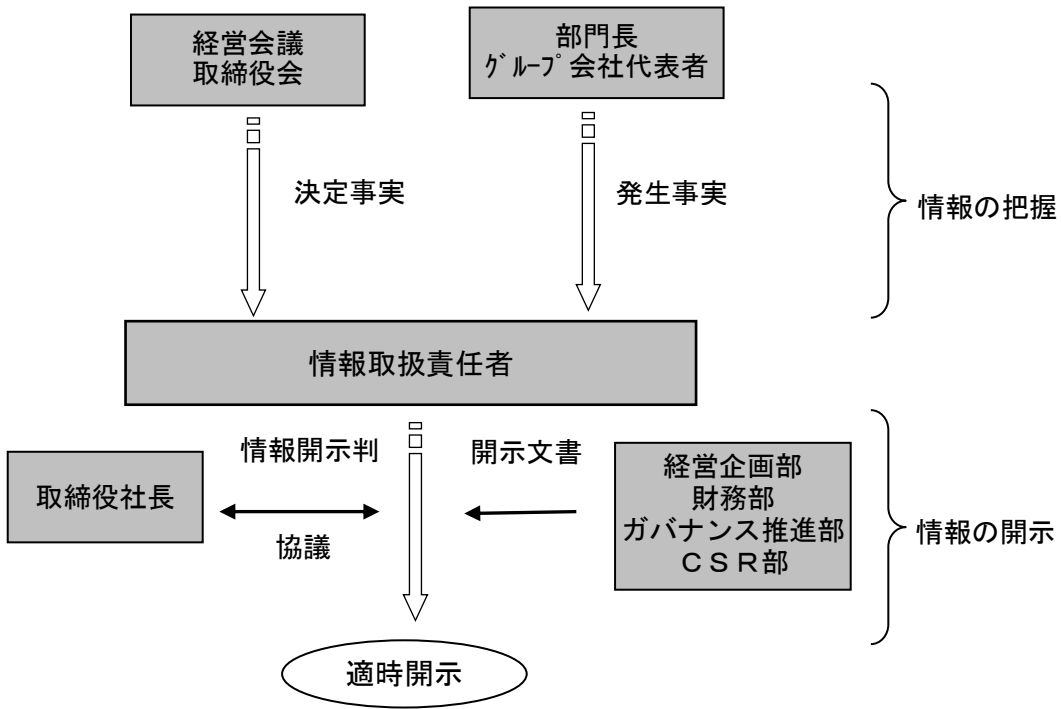 経営会議
取締役会
部門長
ｸﾞﾙｰﾌﾟ会社代表者
決定事実
発生事実
情報の把握
情報取扱責任者
情報開示判
開示文書
取締役社長
協議
経営企画部
財務部
ガバナンス推進部
ＣＳＲ部
情報の開示
適時開示